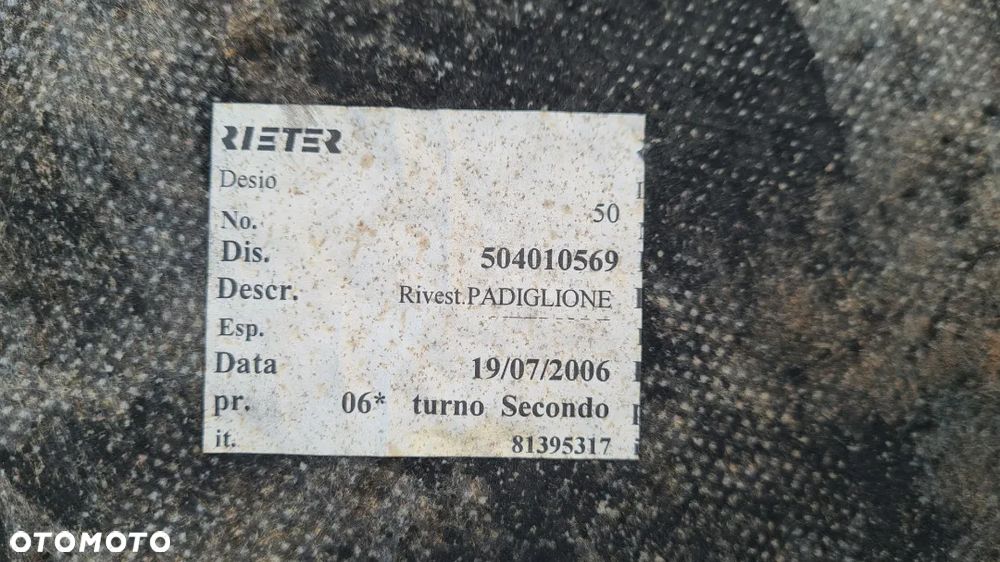 RIETER
Desio
No. 50
Dis. 504010569
Descr. Rivest.PADIGLIONE
Esp.
Data 19/07/2006
pr. 06* turno Secondo
it. 81395317
OTOMOTO